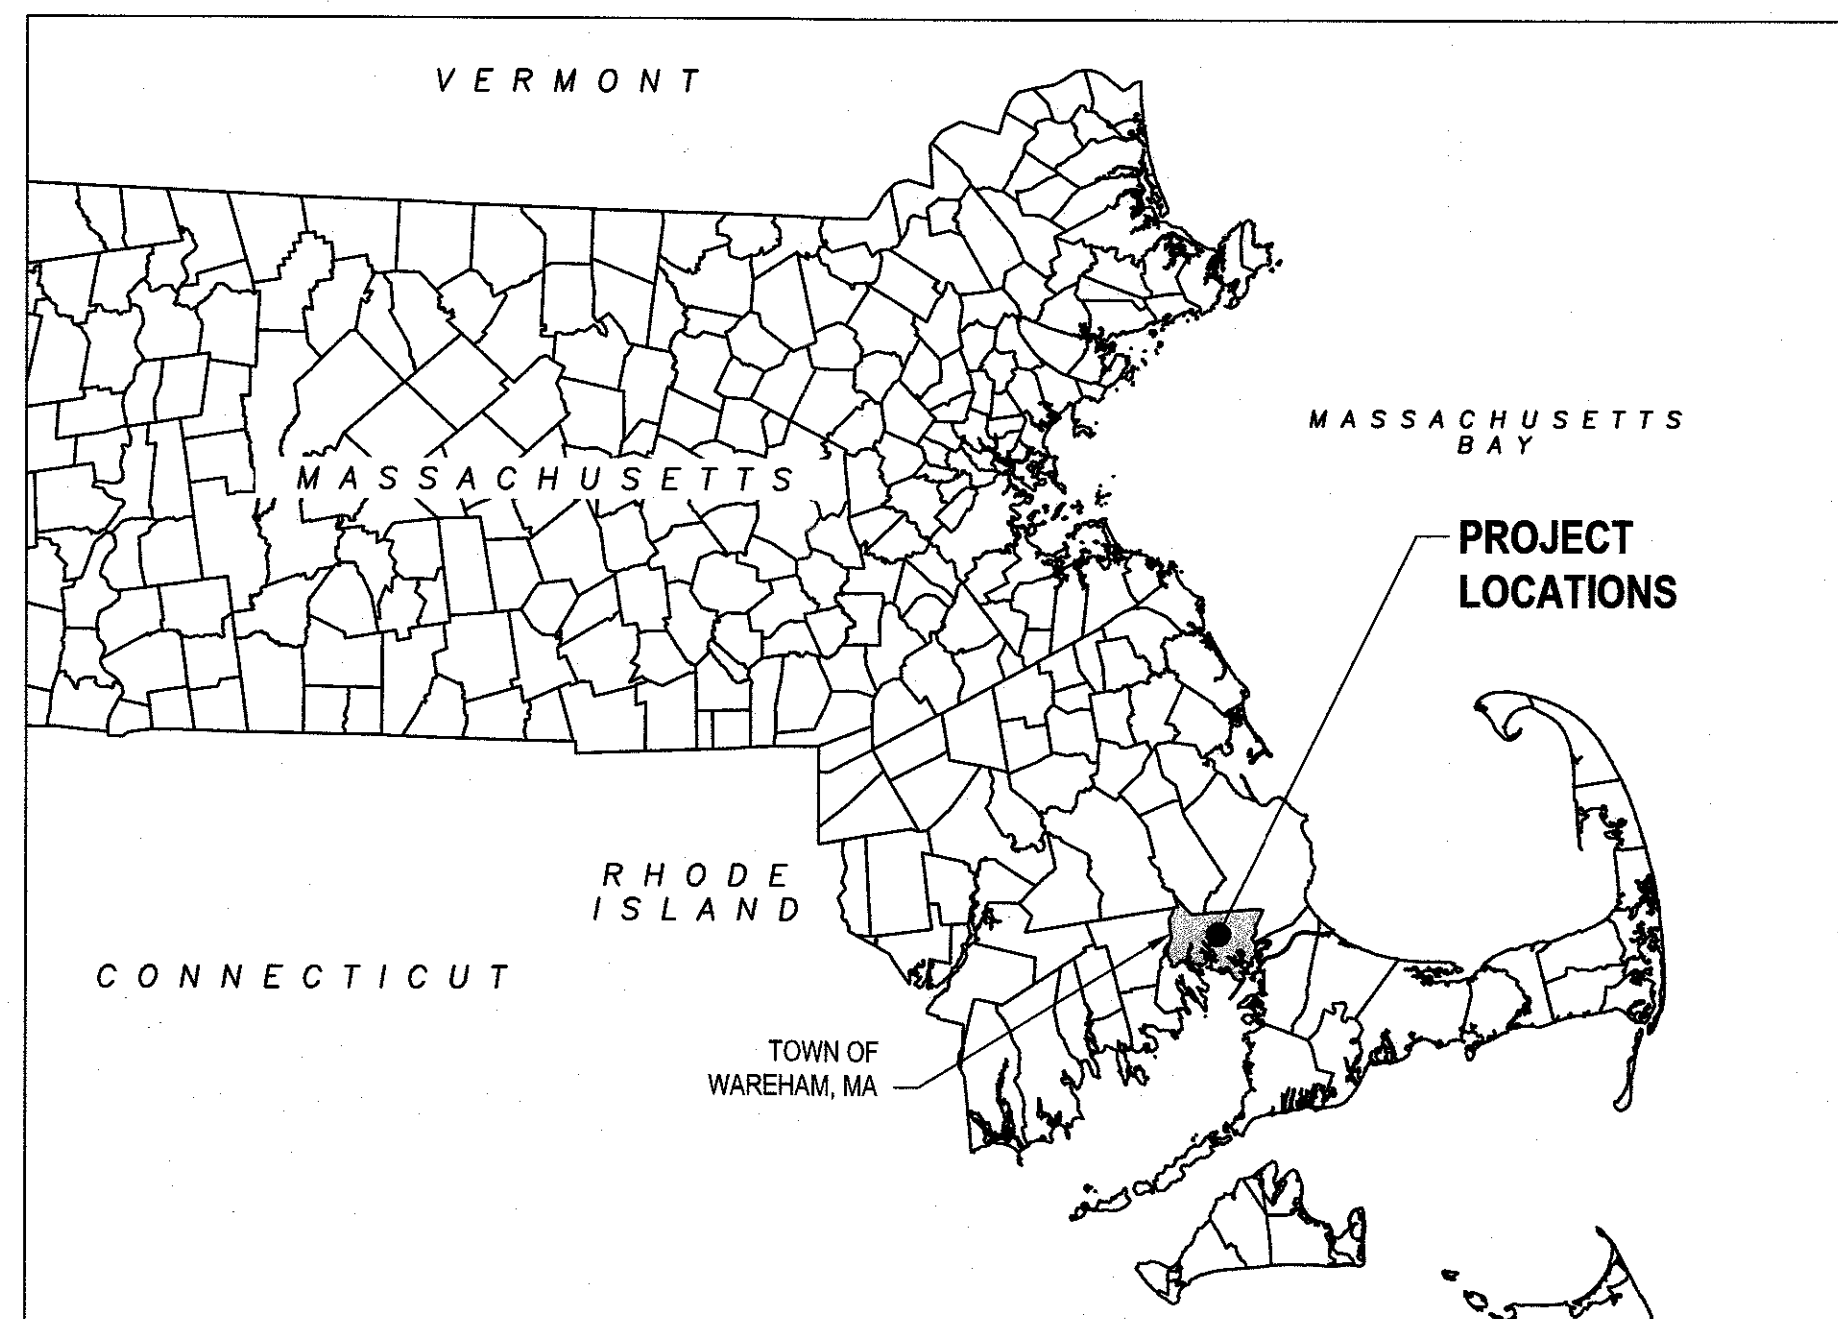 VERMONT
MASSACHUSETTS
BAY
MASSACHUSETTS
PROJECT
LOCATIONS
RHODE
ISLAND
CONNECTICUT
TOWN OF
WAREHAM, MA